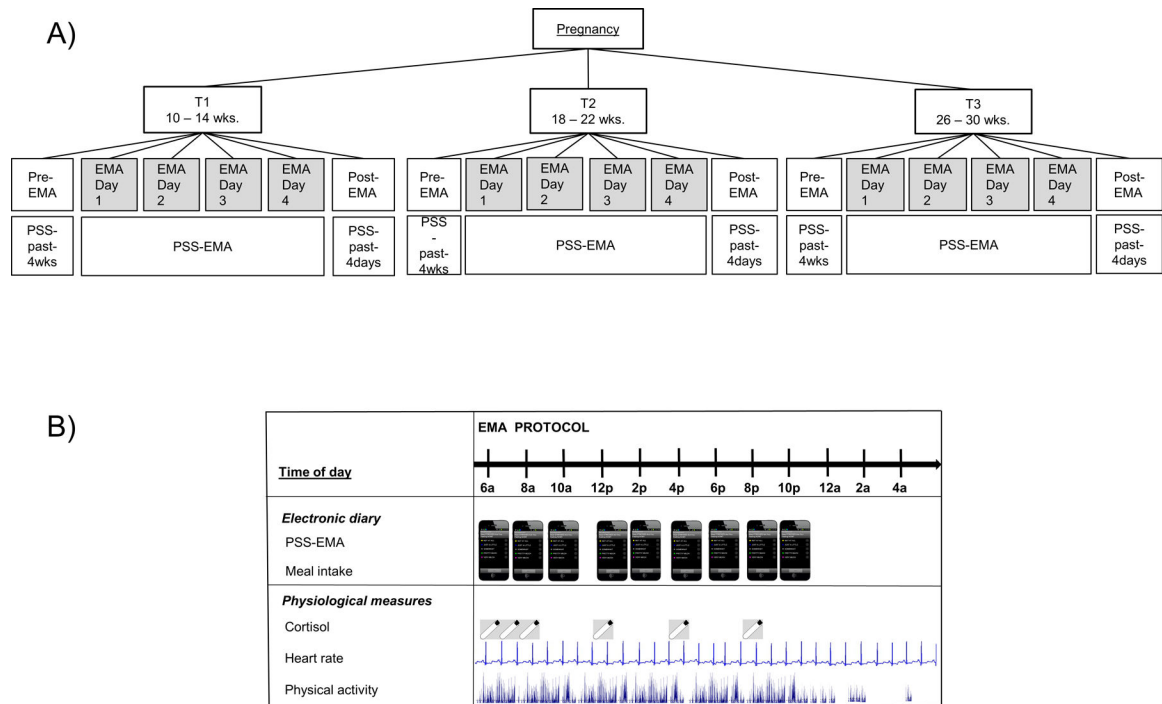 A)
Pregnancy
T1
10 – 14 wks.
T2
18 – 22 wks.
T3
26 – 30 wks.
Pre-
EMA
EMA
Day
1
EMA
Day
2
EMA
Day
3
EMA
Day
4
Post-
EMA
Pre-
EMA
EMA
Day
1
EMA
Day
2
EMA
Day
3
EMA
Day
4
Post-
EMA
Pre-
EMA
EMA
Day
1
EMA
Day
2
EMA
Day
3
EMA
Day
4
Post-
EMA
PSS-
past-
4wks
PSS-EMA
PSS-
past-
4days
PSS
-
past-
4wks
PSS-EMA
PSS-
past-
4days
PSS-
past-
4wks
PSS-EMA
PSS-
past-
4days
B)
EMA PROTOCOL
Time of day
6a 8a 10a 12p 2p 4p 6p 8p 10p 12a 2a 4a
Electronic diary
PSS-EMA
Meal intake
Physiological measures
Cortisol
Heart rate
Physical activity